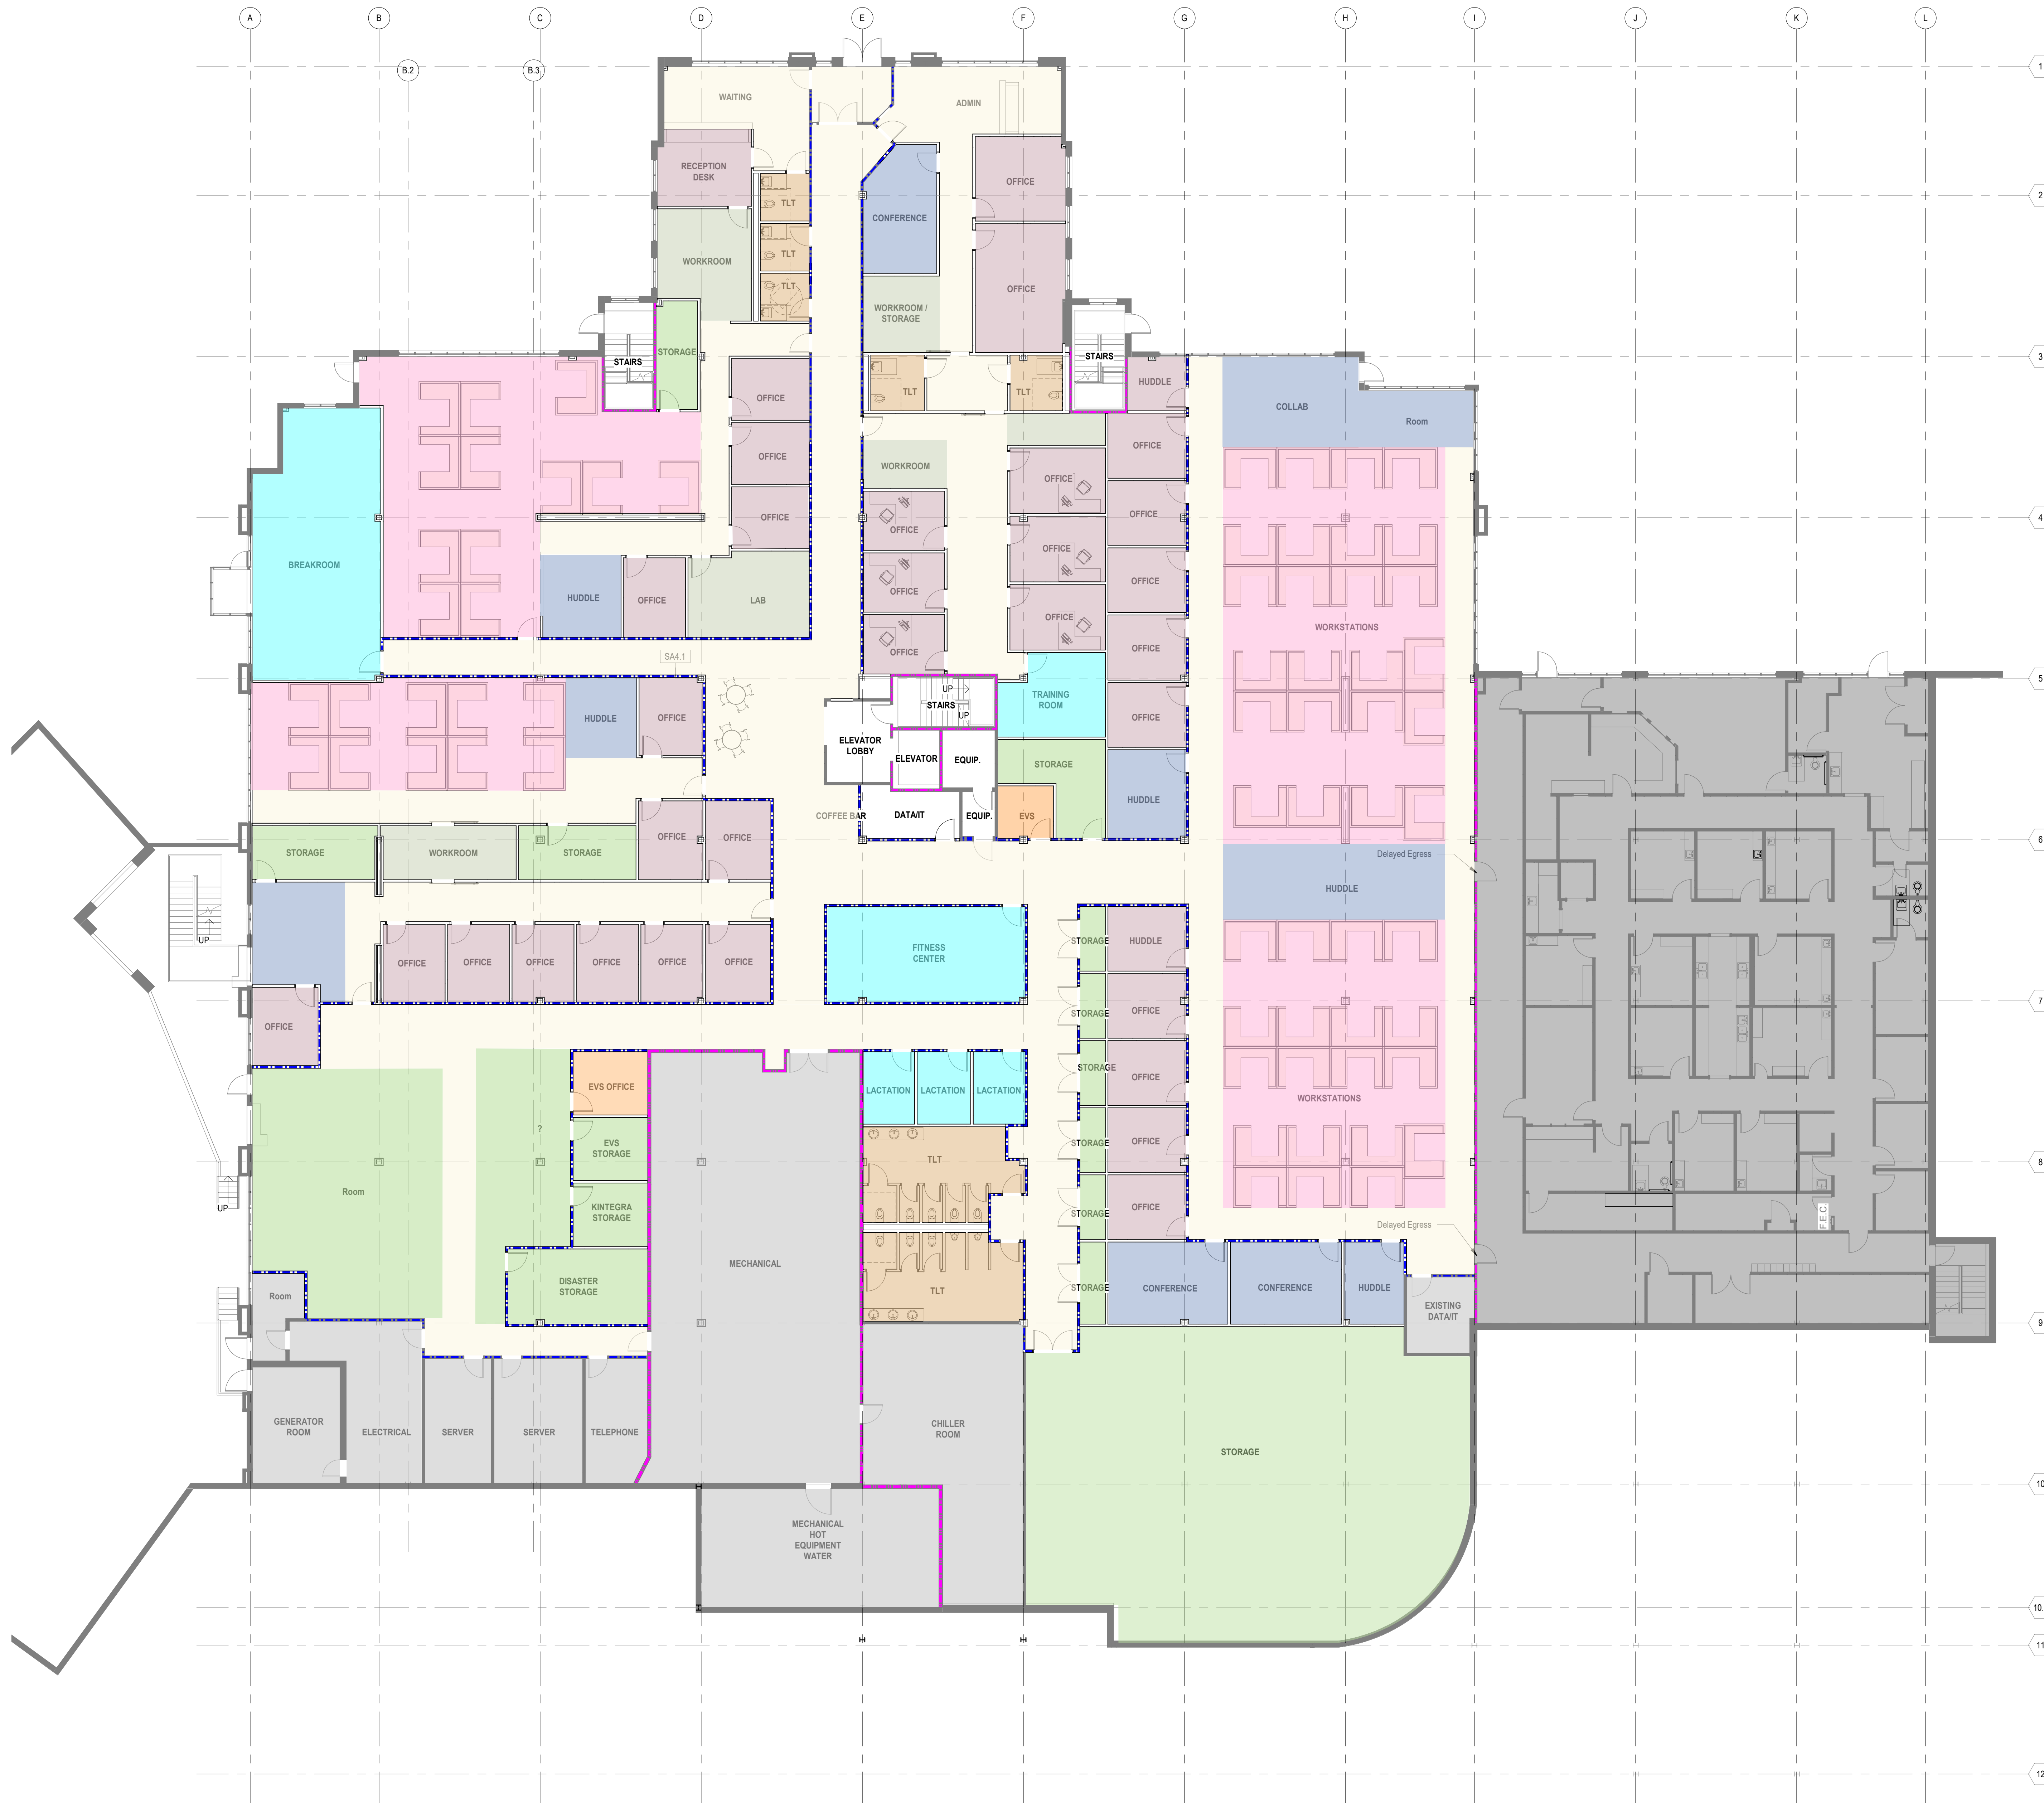 A B C D E F G H I J K L
B.2 B.3
1
WAITING
ADMIN
RECEPTION
DESK
OFFICE
2
TLT
CONFERENCE
TLT
WORKROOM
TLT
WORKROOM /
STORAGE
OFFICE
STORAGE
STAIRS
STAIRS
3
HUDDLE
OFFICE
TLT
TLT
COLLAB
Room
OFFICE
OFFICE
WORKROOM
OFFICE
OFFICE
OFFICE
OFFICE
OFFICE
4
BREAKROOM
OFFICE
OFFICE
HUDDLE
OFFICE
LAB
OFFICE
OFFICE
OFFICE
WORKSTATIONS
SA4.1
OFFICE
5
UP
STAIRS
UP
TRAINING
ROOM
OFFICE
HUDDLE
OFFICE
ELEVATOR
LOBBY
ELEVATOR
EQUIP.
STORAGE
HUDDLE
COFFEE BAR
DATA/IT
EQUIP.
EVS
OFFICE
OFFICE
6
STORAGE
WORKROOM
STORAGE
Delayed Egress
HUDDLE
UP
FITNESS
CENTER
STORAGE
HUDDLE
OFFICE
OFFICE
OFFICE
OFFICE
OFFICE
OFFICE
7
OFFICE
STORAGE
OFFICE
EVS OFFICE
LACTATION
LACTATION
LACTATION
STORAGE
OFFICE
WORKSTATIONS
?
EVS
STORAGE
STORAGE
OFFICE
TLT
8
Room
UP
KINTEGRA
STORAGE
STORAGE
OFFICE
F.E.C.
Delayed Egress
MECHANICAL
DISASTER
STORAGE
TLT
STORAGE
CONFERENCE
CONFERENCE
HUDDLE
Room
EXISTING
DATA/IT
9
GENERATOR
ROOM
ELECTRICAL
SERVER
SERVER
TELEPHONE
CHILLER
ROOM
STORAGE
10
MECHANICAL
HOT
EQUIPMENT
WATER
10.
11
12